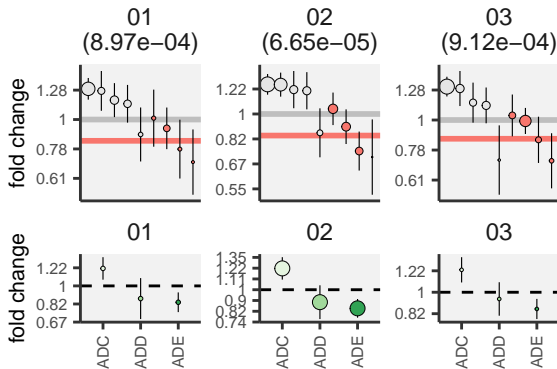 01
(8.97e−04)
02
(6.65e−05)
03
(9.12e−04)
fold change
1.28
1
0.78
0.61
1.22
1
0.82
0.67
0.55
1.28
1
0.78
0.61
01
02
03
fold change
1.22
1
0.82
0.67
1.35
1.22
1.11
1
0.9
0.82
0.74
1.22
1
0.82
ADC
ADD
ADE
ADC
ADD
ADE
ADC
ADD
ADE